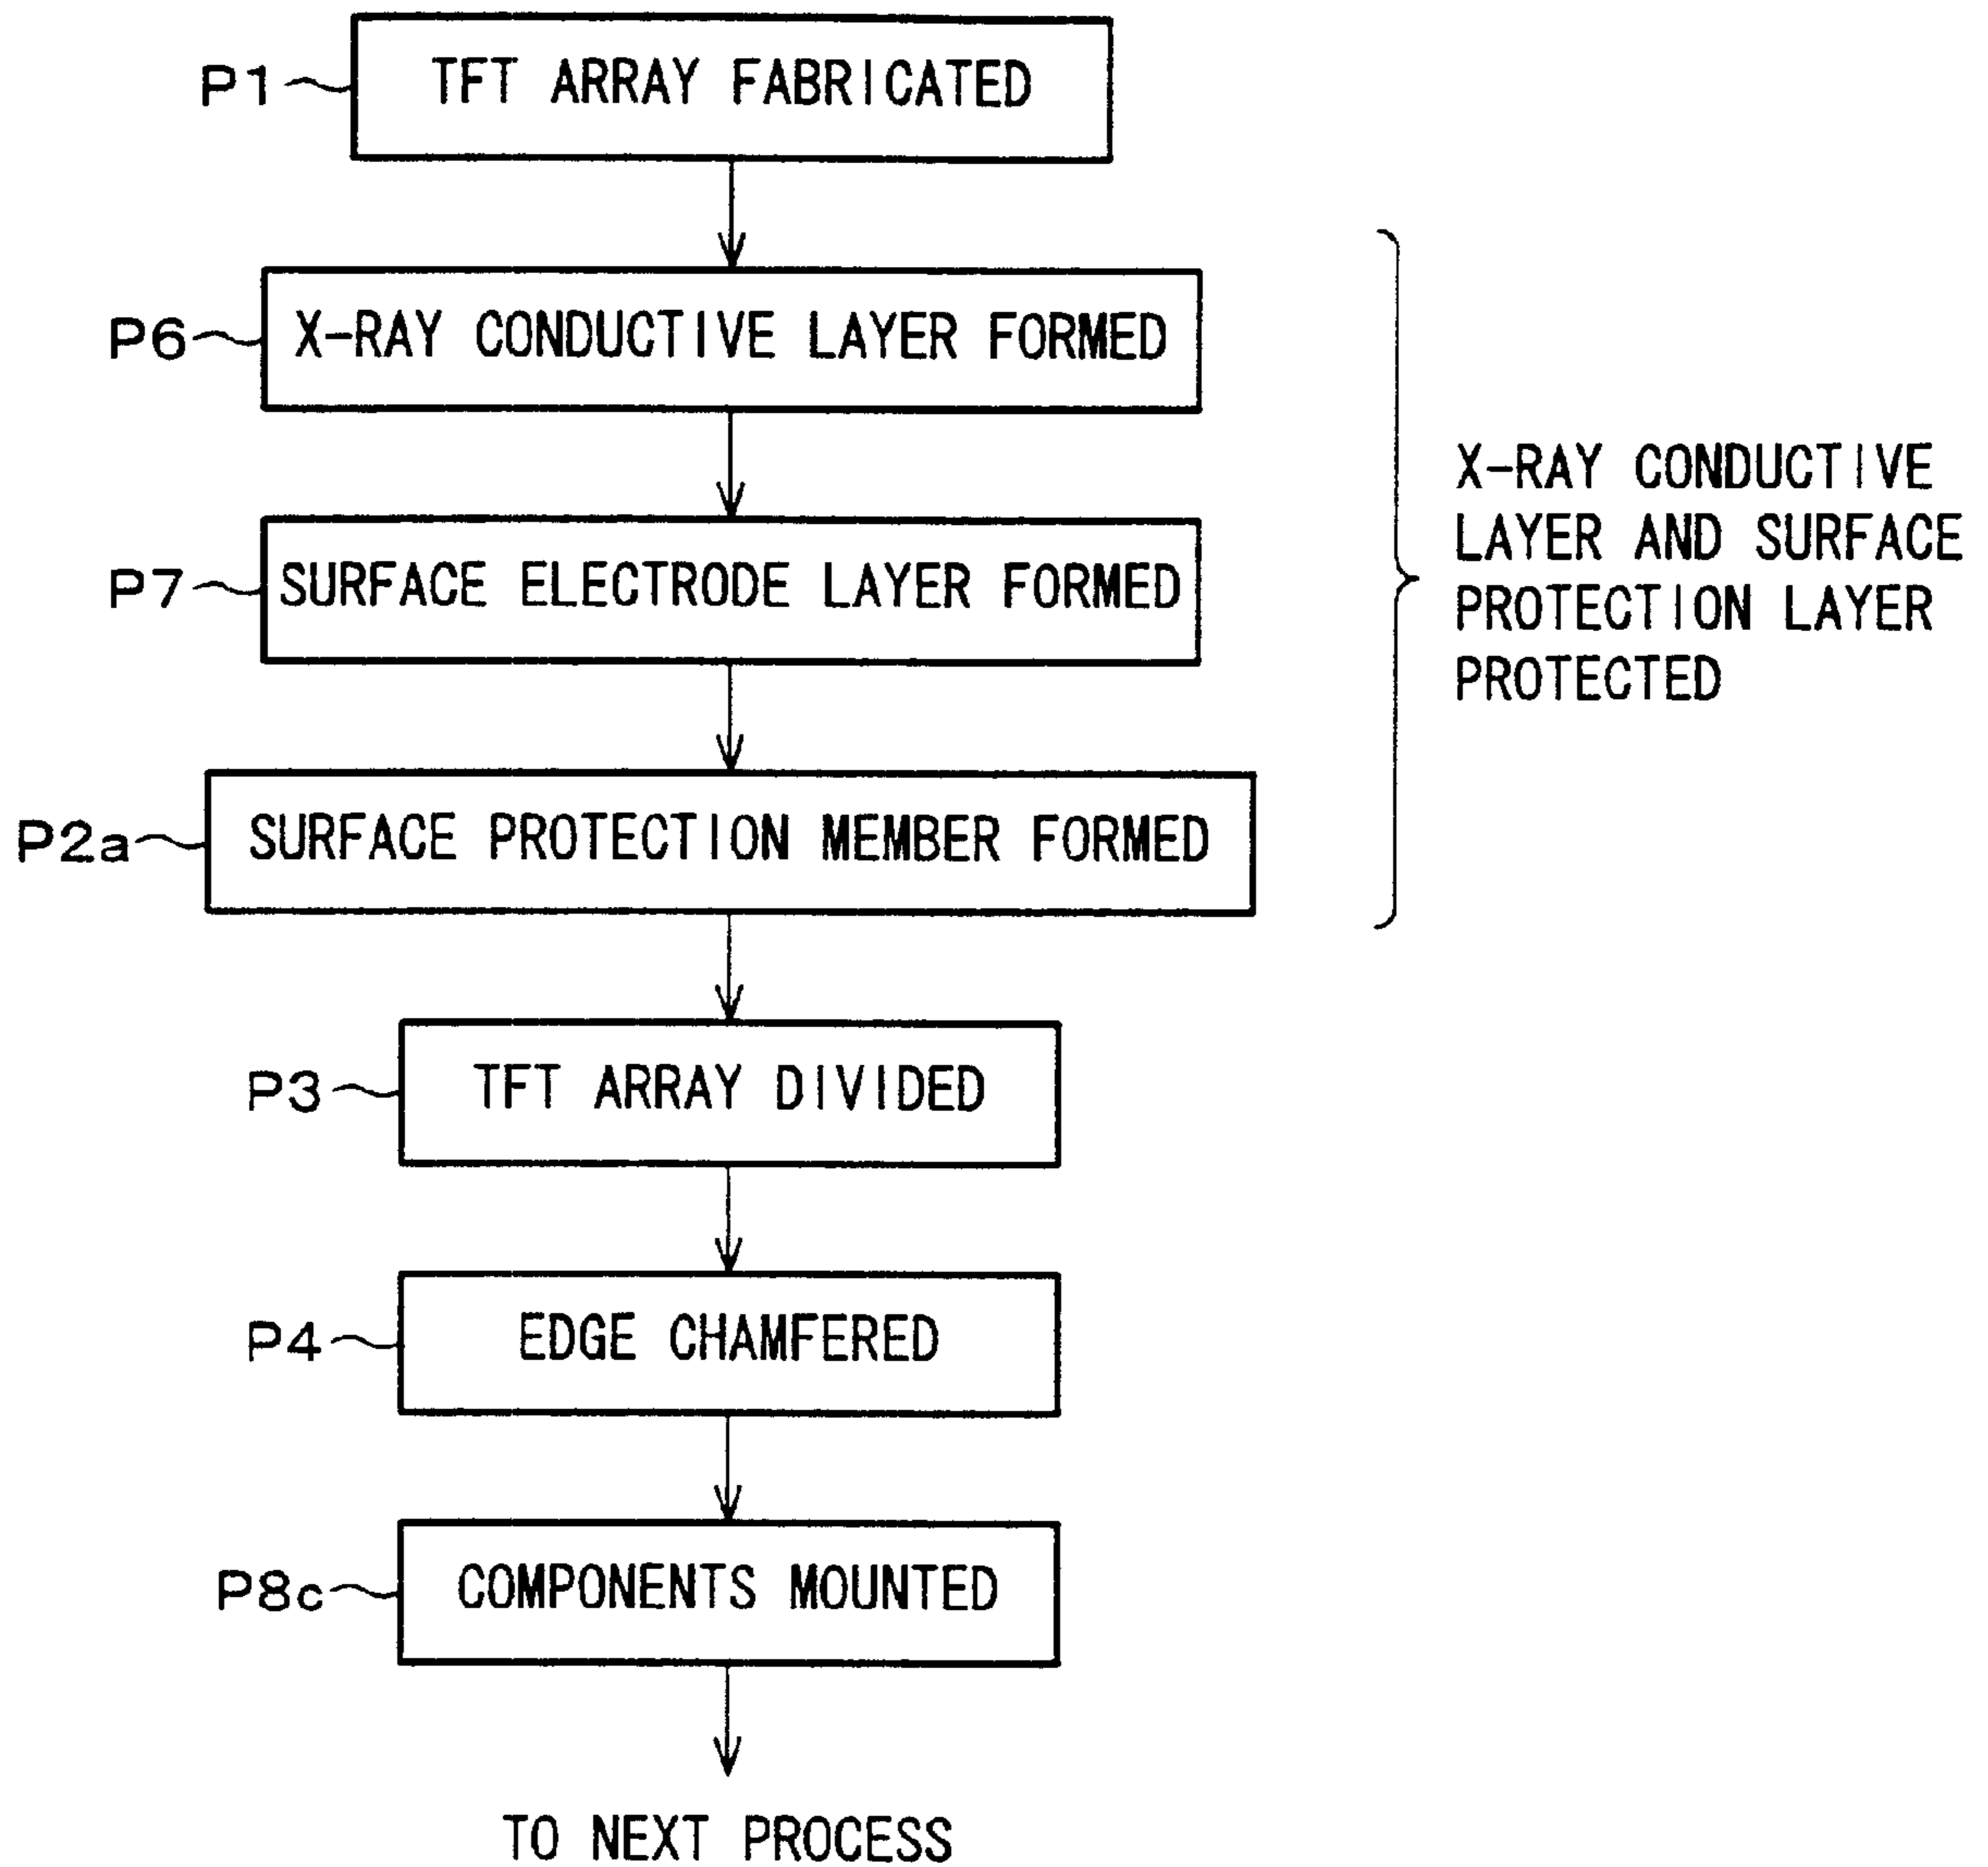 P1 TFT ARRAY FABRICATED
P6 X-RAY CONDUCTIVE LAYER FORMED
P7 SURFACE ELECTRODE LAYER FORMED
P2a SURFACE PROTECTION MEMBER FORMED
X-RAY CONDUCTIVE
LAYER AND SURFACE
PROTECTION LAYER
PROTECTED
P3 TFT ARRAY DIVIDED
P4 EDGE CHAMFERED
P8c COMPONENTS MOUNTED
TO NEXT PROCESS